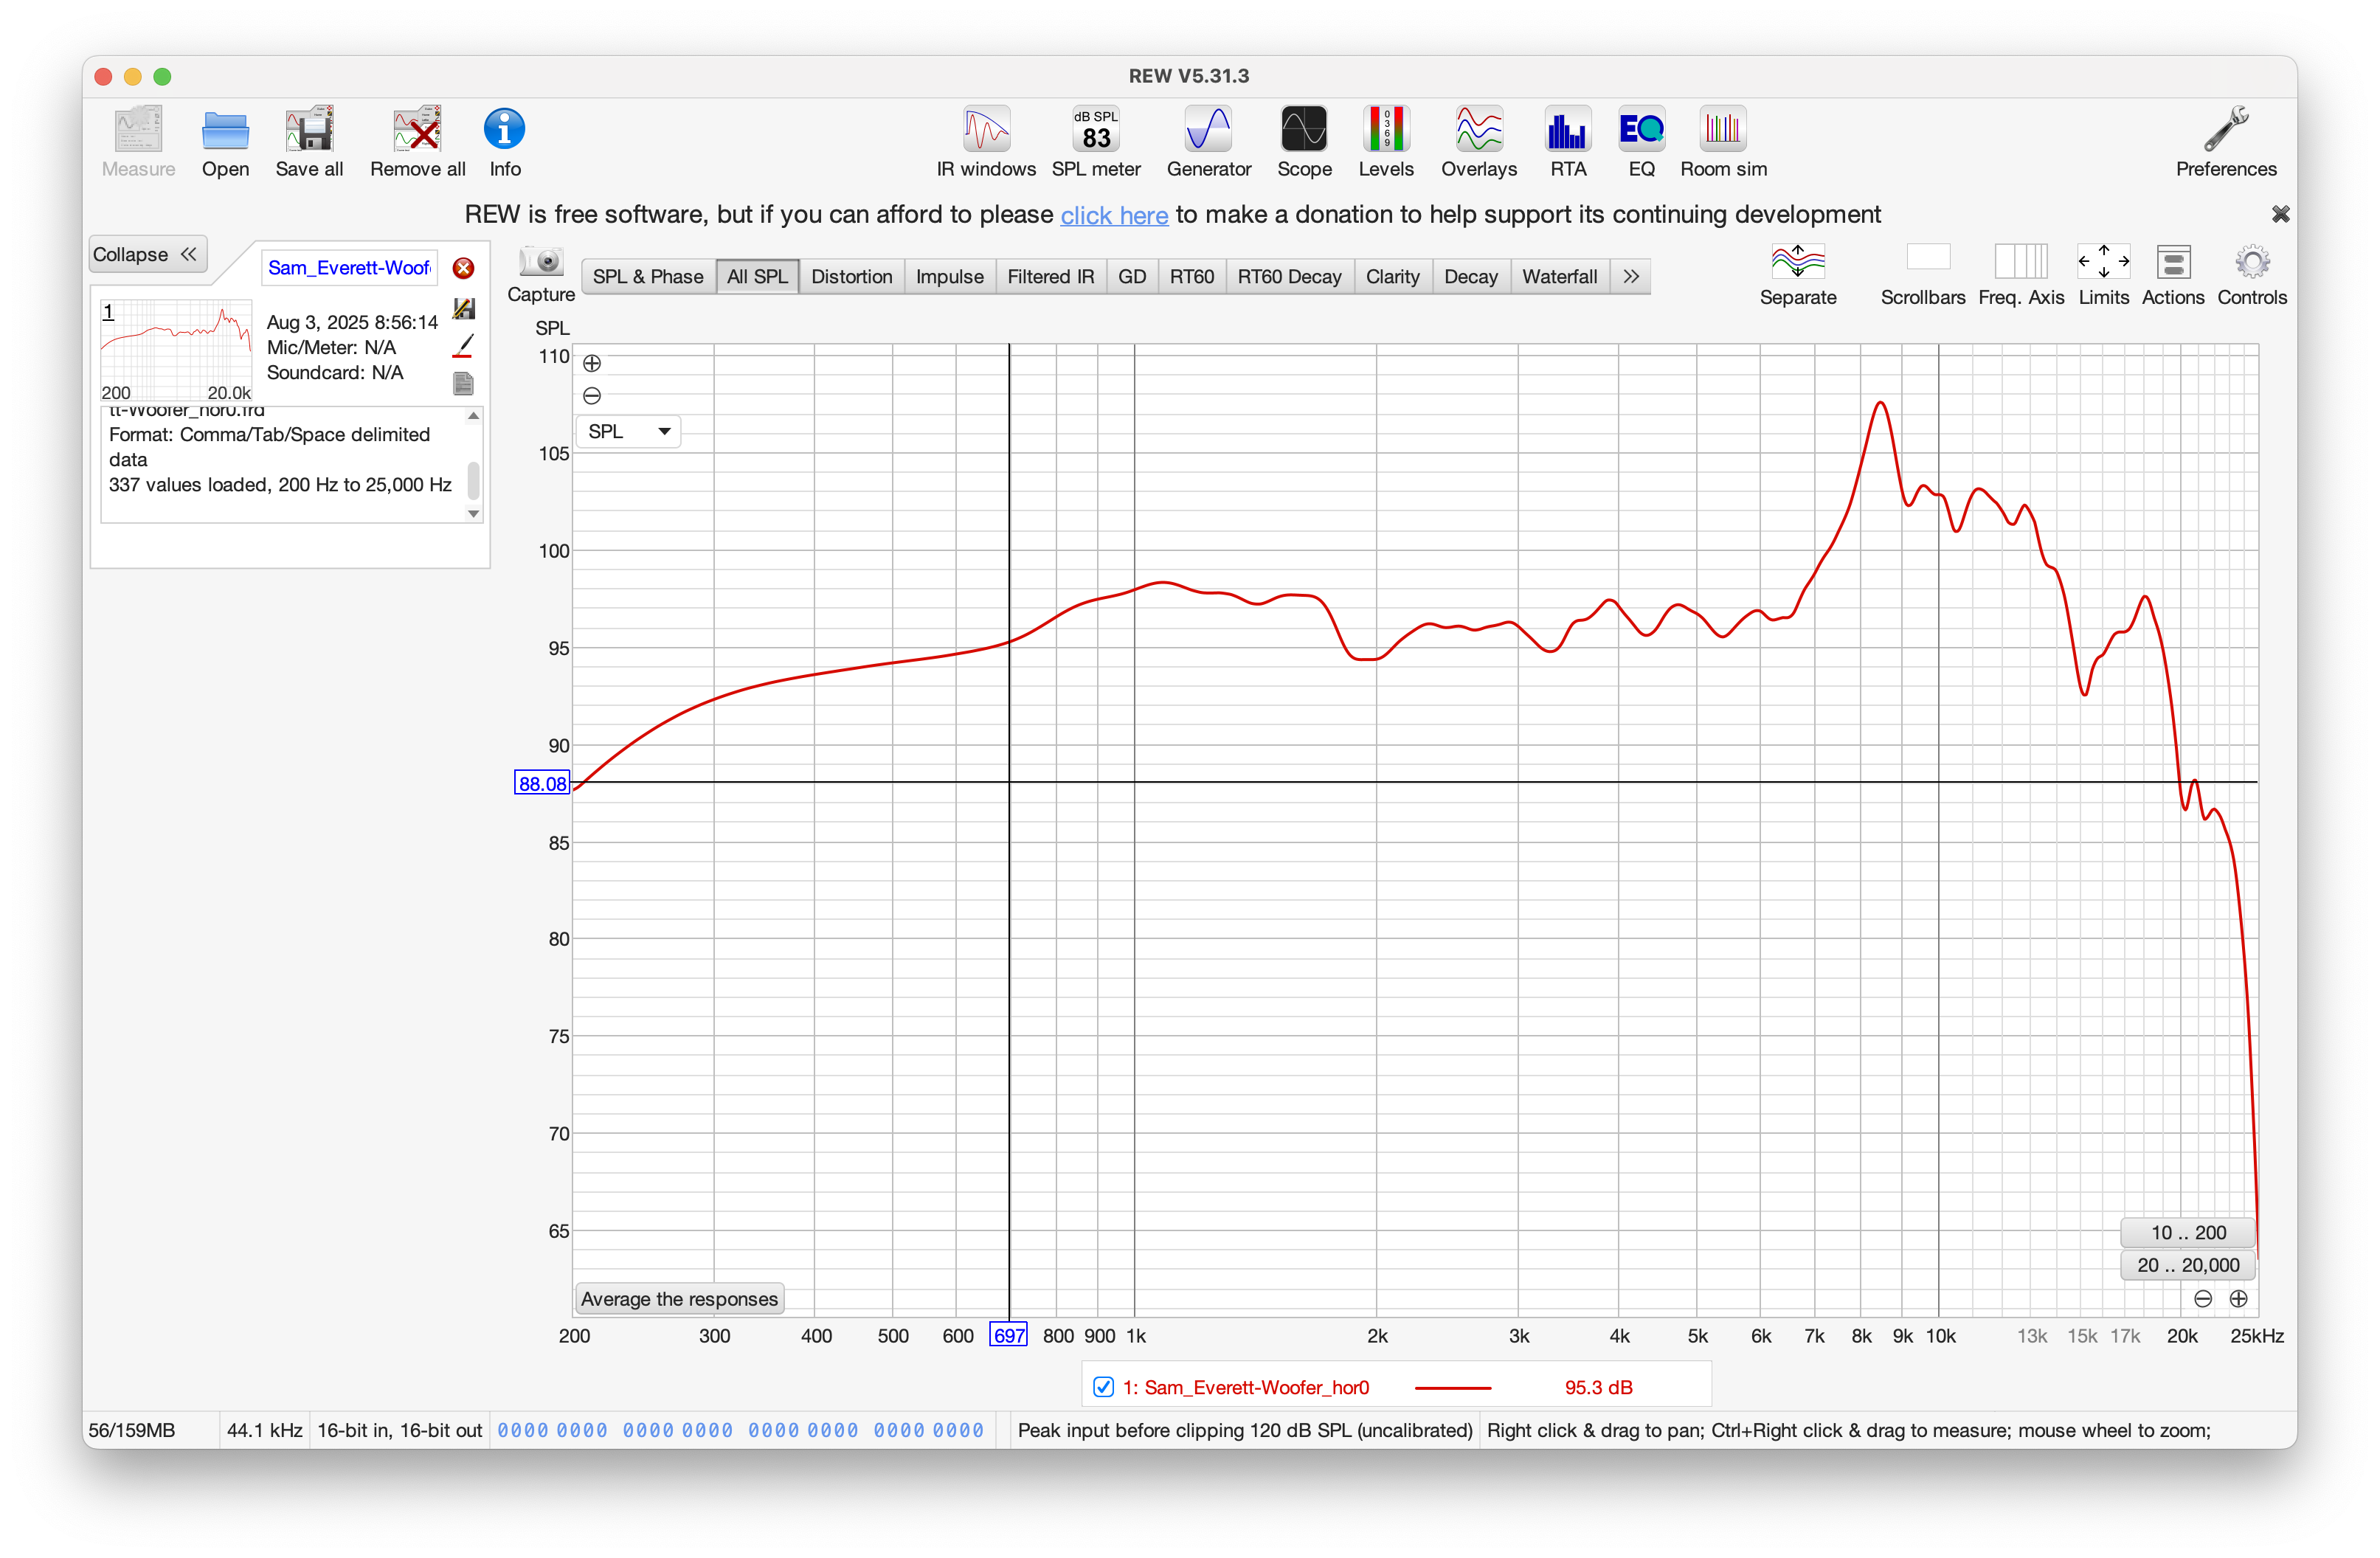 REW V5.31.3
Measure
Open
Save all
Remove all
Info
IR windows
dB SPL
83
SPL meter
Generator
Scope
0
3
6
9
Levels
Overlays
RTA
EQ
EQ
Room sim
Preferences
REW is free software, but if you can afford to please click here to make a donation to help support its continuing development
Collapse
Sam_Everett-Woof
1
200
20.0k
Aug 3, 2025 8:56:14
Mic/Meter: N/A
Soundcard: N/A
tt-Woofer_hor0.frd
Format: Comma/Tab/Space delimited
data
337 values loaded, 200 Hz to 25,000 Hz
Capture
SPL & Phase
All SPL
Distortion
Impulse
Filtered IR
GD
RT60
RT60 Decay
Clarity
Decay
Waterfall
Separate
Scrollbars
Freq. Axis
Limits
Actions
Controls
SPL
SPL
110
105
100
95
90
88.08
85
80
75
70
65
10 .. 200
20 .. 20,000
Average the responses
200 300 400 500 600 697 800 900 1k 2k 3k 4k 5k 6k 7k 8k 9k 10k 13k 15k 17k 20k 25kHz
1: Sam_Everett-Woofer_hor0 95.3 dB
56/159MB
44.1 kHz
16-bit in, 16-bit out
0000 0000 0000 0000 0000 0000 0000 0000
Peak input before clipping 120 dB SPL (uncalibrated)
Right click & drag to pan; Ctrl+Right click & drag to measure; mouse wheel to zoom;